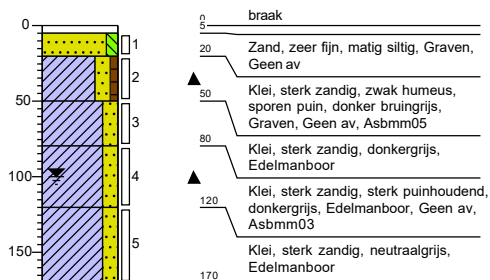 0
50
100
150
1
2
3
4
5
0
5
20
50
80
120
170
braak
Zand, zeer fijn, matig siltig, Graven,
Geen av
Klei, sterk zandig, zwak humeus,
sporen puin, donker bruingrijs,
Graven, Geen av, Asbmm05
Klei, sterk zandig, donkergrijs,
Edelmanboor
Klei, sterk zandig, sterk puinhoudend,
donkergrijs, Edelmanboor, Geen av,
Asbmm03
Klei, sterk zandig, neutraalgrijs,
Edelmanboor